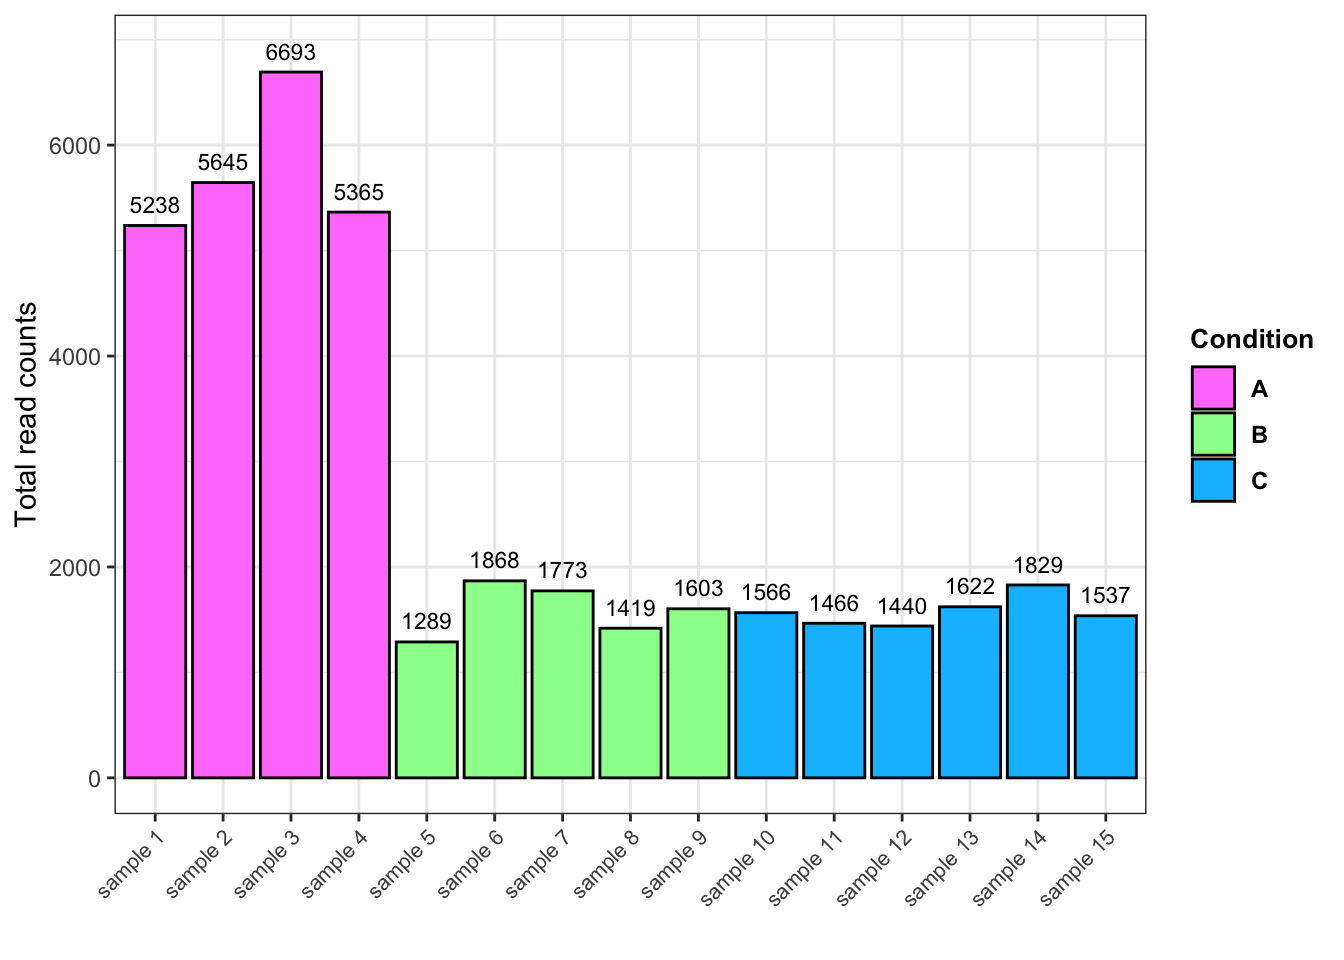 Total read counts
6000
4000
2000
0
5238
5645
6693
5365
1289
1868
1773
1419
1603
1566
1466
1440
1622
1829
1537
sample 1
sample 2
sample 3
sample 4
sample 5
sample 6
sample 7
sample 8
sample 9
sample 10
sample 11
sample 12
sample 13
sample 14
sample 15
Condition
A
B
C